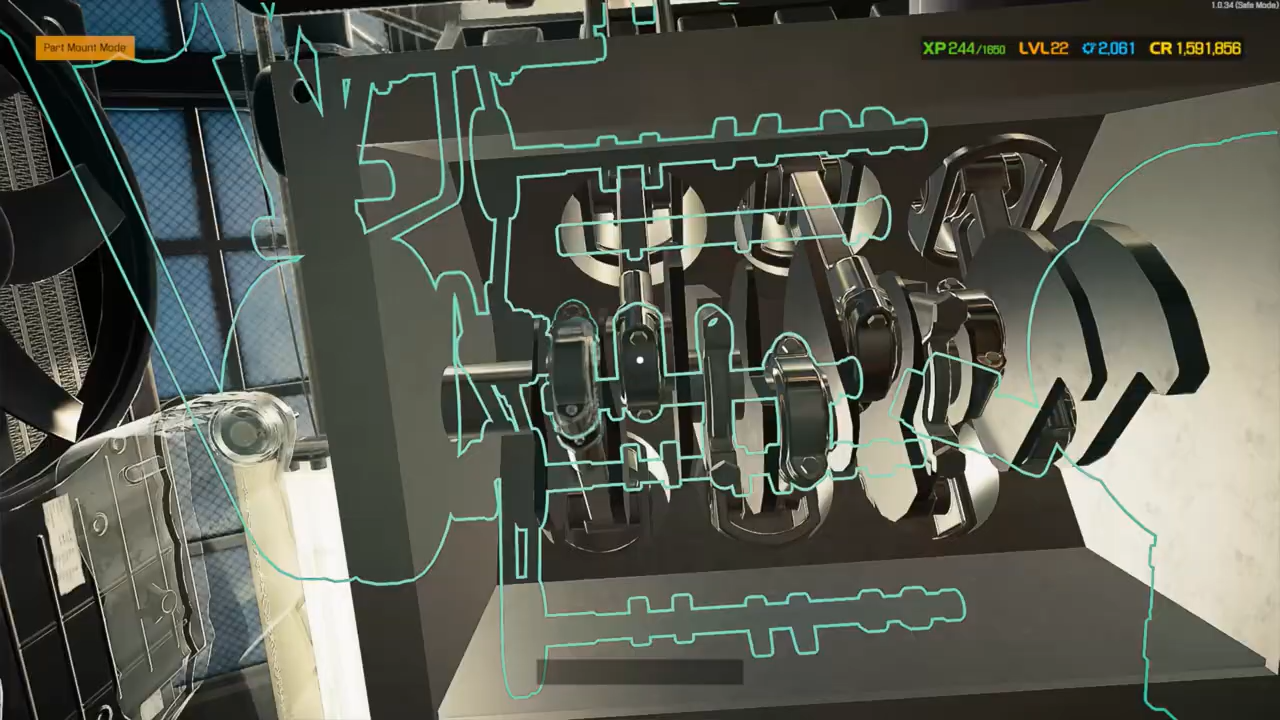 1.0.34 (Safe Mode)
Part Mount Mode
XP 244/1650 LVL 22 2,061 CR 1,591,856